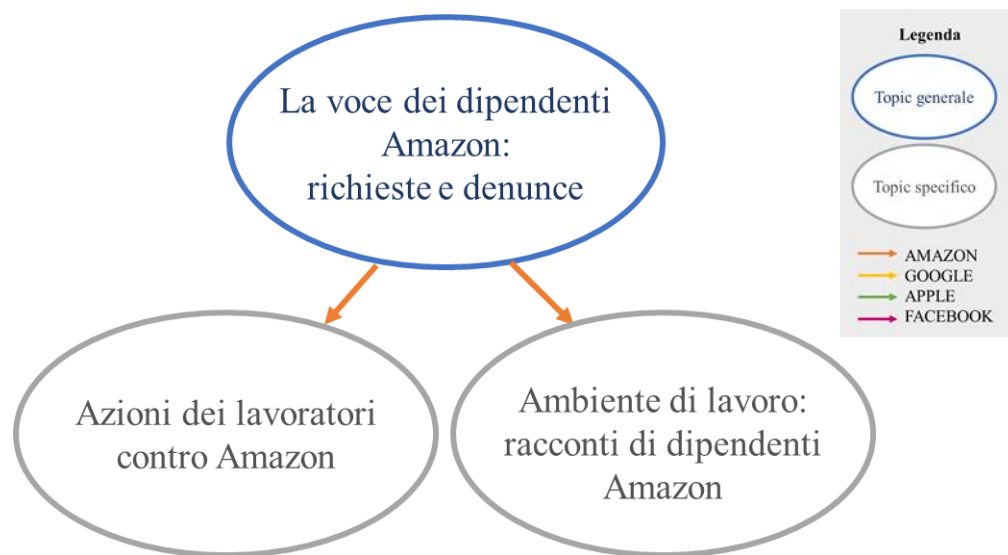 La voce dei dipendenti
Amazon:
richieste e denunce
Azioni dei lavoratori
contro Amazon
Ambiente di lavoro:
racconti di dipendenti
Amazon
Legenda
Topic generale
Topic specifico
AMAZON
GOOGLE
APPLE
FACEBOOK